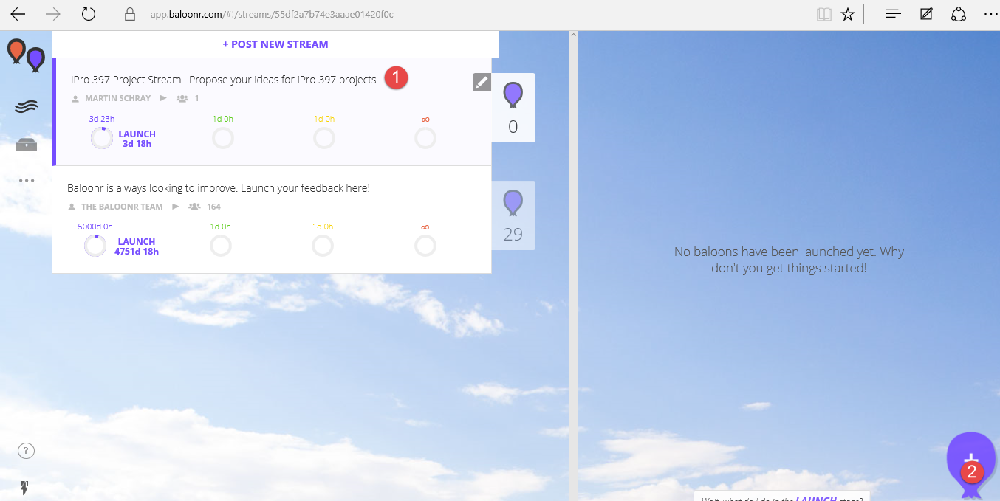 app.baloonr.com/#!/streams/55df2a7b74e3aaae01420f0c
+ POST NEW STREAM
IPro 397 Project Stream. Propose your ideas for iPro 397 projects.
1
MARTIN SCHRAY 1
3d 23h 1d 0h 1d 0h ∞
LAUNCH
3d 18h
0
Baloonr is always looking to improve. Launch your feedback here!
THE BALOONR TEAM 164
5000d 0h 1d 0h 1d 0h ∞
LAUNCH
4751d 18h
29
No baloons have been launched yet. Why
don't you get things started!
?
+
2
Wait, what do I do in the LAUNCH stage?